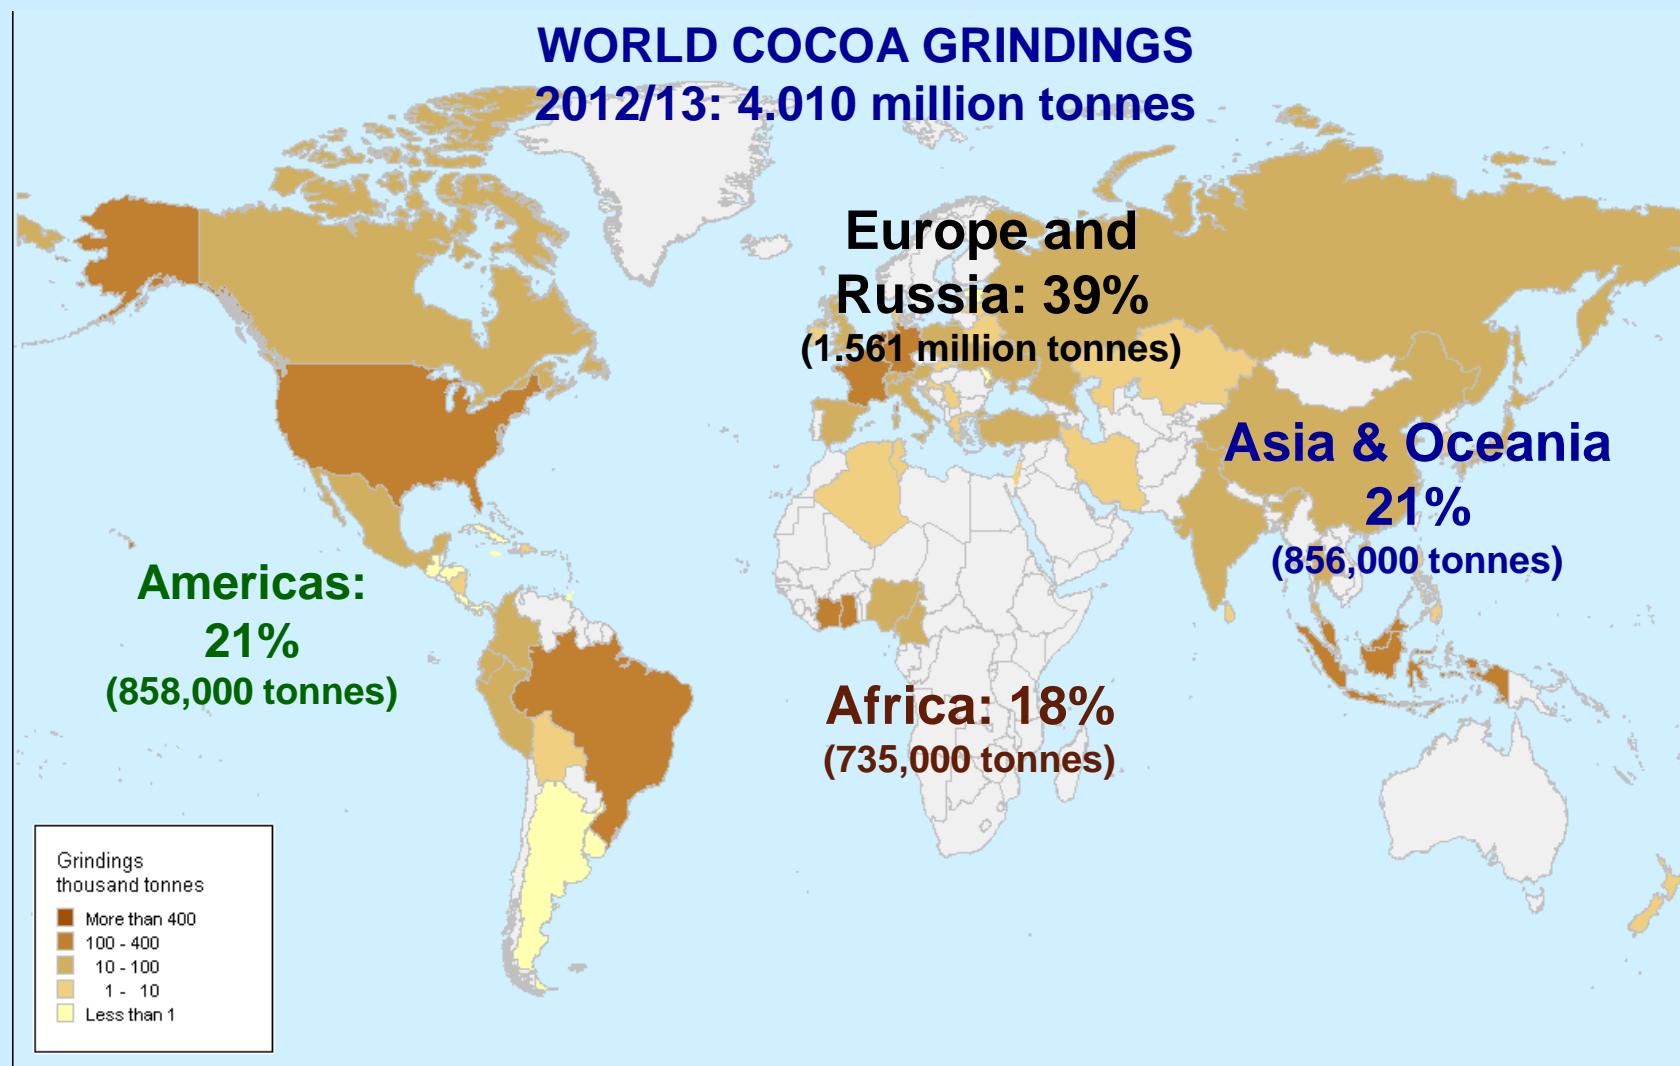 WORLD COCOA GRINDINGS
2012/13: 4.010 million tonnes
Europe and
Russia: 39%
(1.561 million tonnes)
Asia & Oceania
21%
(856,000 tonnes)
Americas:
21%
(858,000 tonnes)
Africa: 18%
(735,000 tonnes)
Grindings
thousand tonnes
More than 400
100 - 400
10 - 100
1 - 10
Less than 1